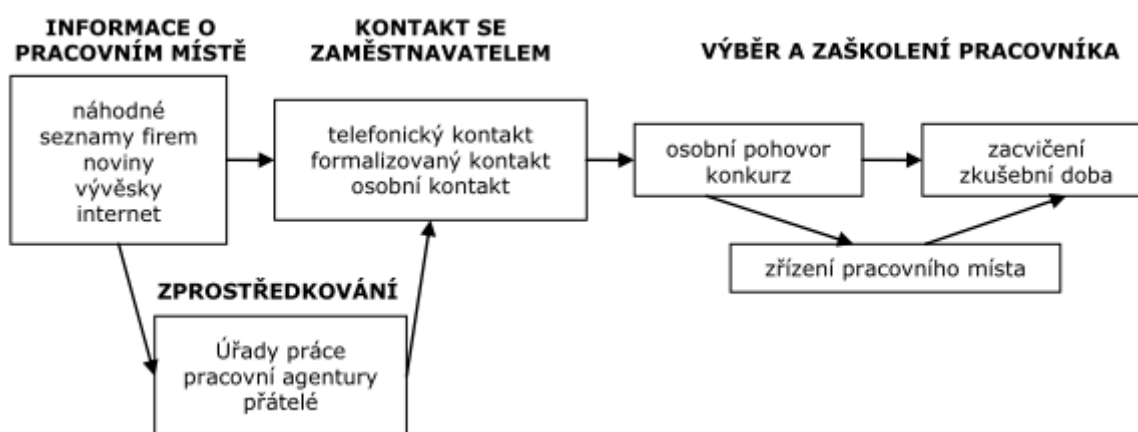 INFORMACE O
PRACOVNÍM MÍSTĚ
náhodné
seznamy firem
noviny
vývěsky
internet
KONTAKT SE
ZAMĚSTNAVATELEM
telefonický kontakt
formalizovaný kontakt
osobní kontakt
VÝBĚR A ZAŠKOLENÍ PRACOVNÍKA
osobní pohovor
konkurz
zacvičení
zkušební doba
zřízení pracovního místa
ZPROSTŘEDKOVÁNÍ
Úřady práce
pracovní agentury
přátelé